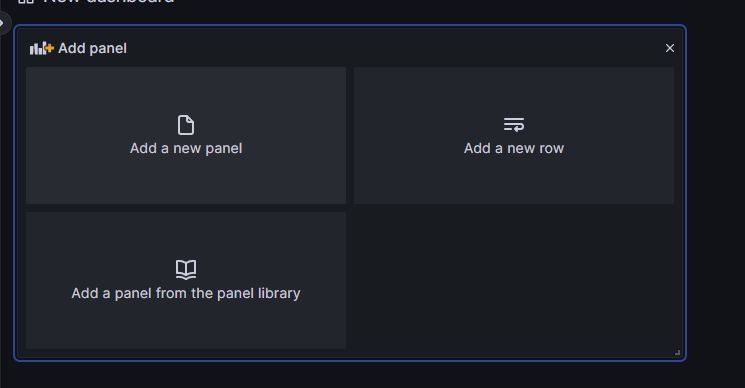 New dashboard
Add panel
Add a new panel
Add a new row
Add a panel from the panel library